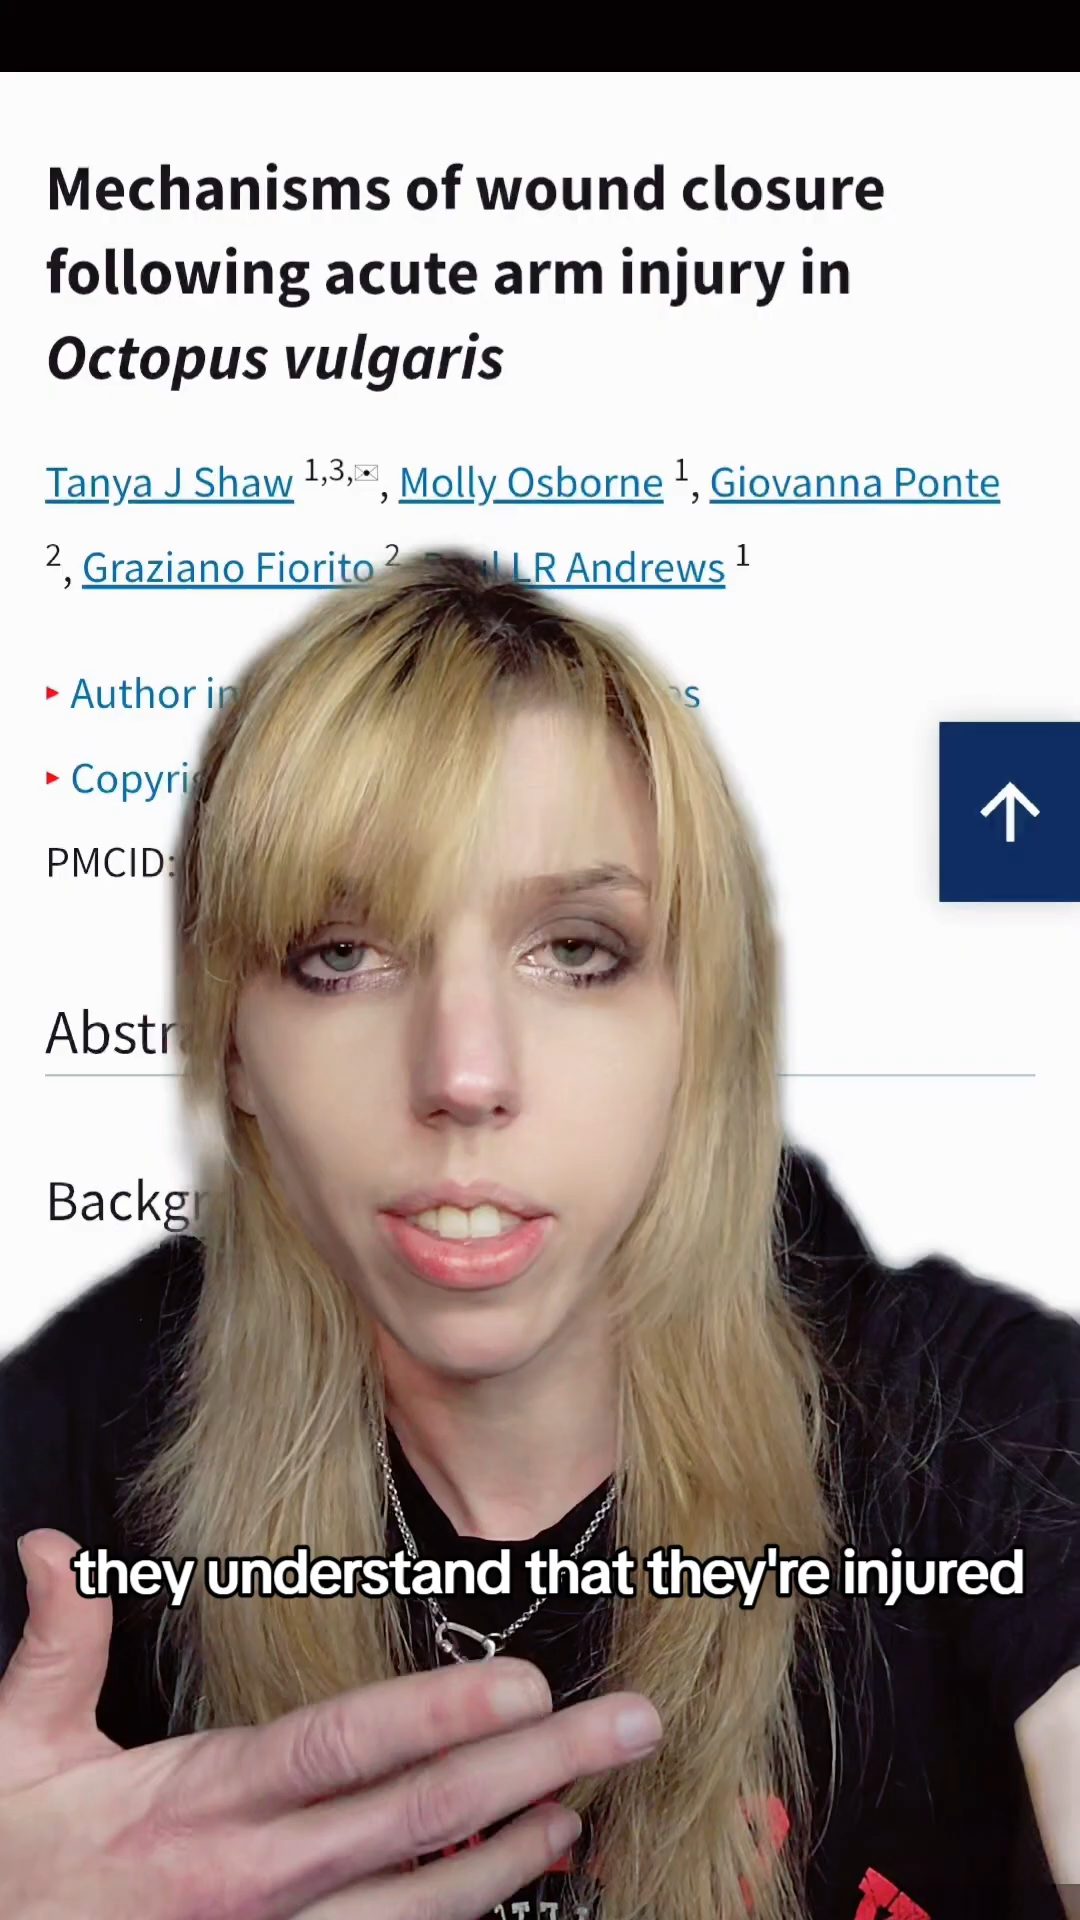 Mechanisms of wound closure
following acute arm injury in
Octopus vulgaris
Tanya J Shaw 1,3,✉, Molly Osborne 1, Giovanna Ponte
2, Graziano Fiorito 2, LR Andrews 1
Author
Copyri
PMCID:
Abstr
Backgr
they understand that they're injured